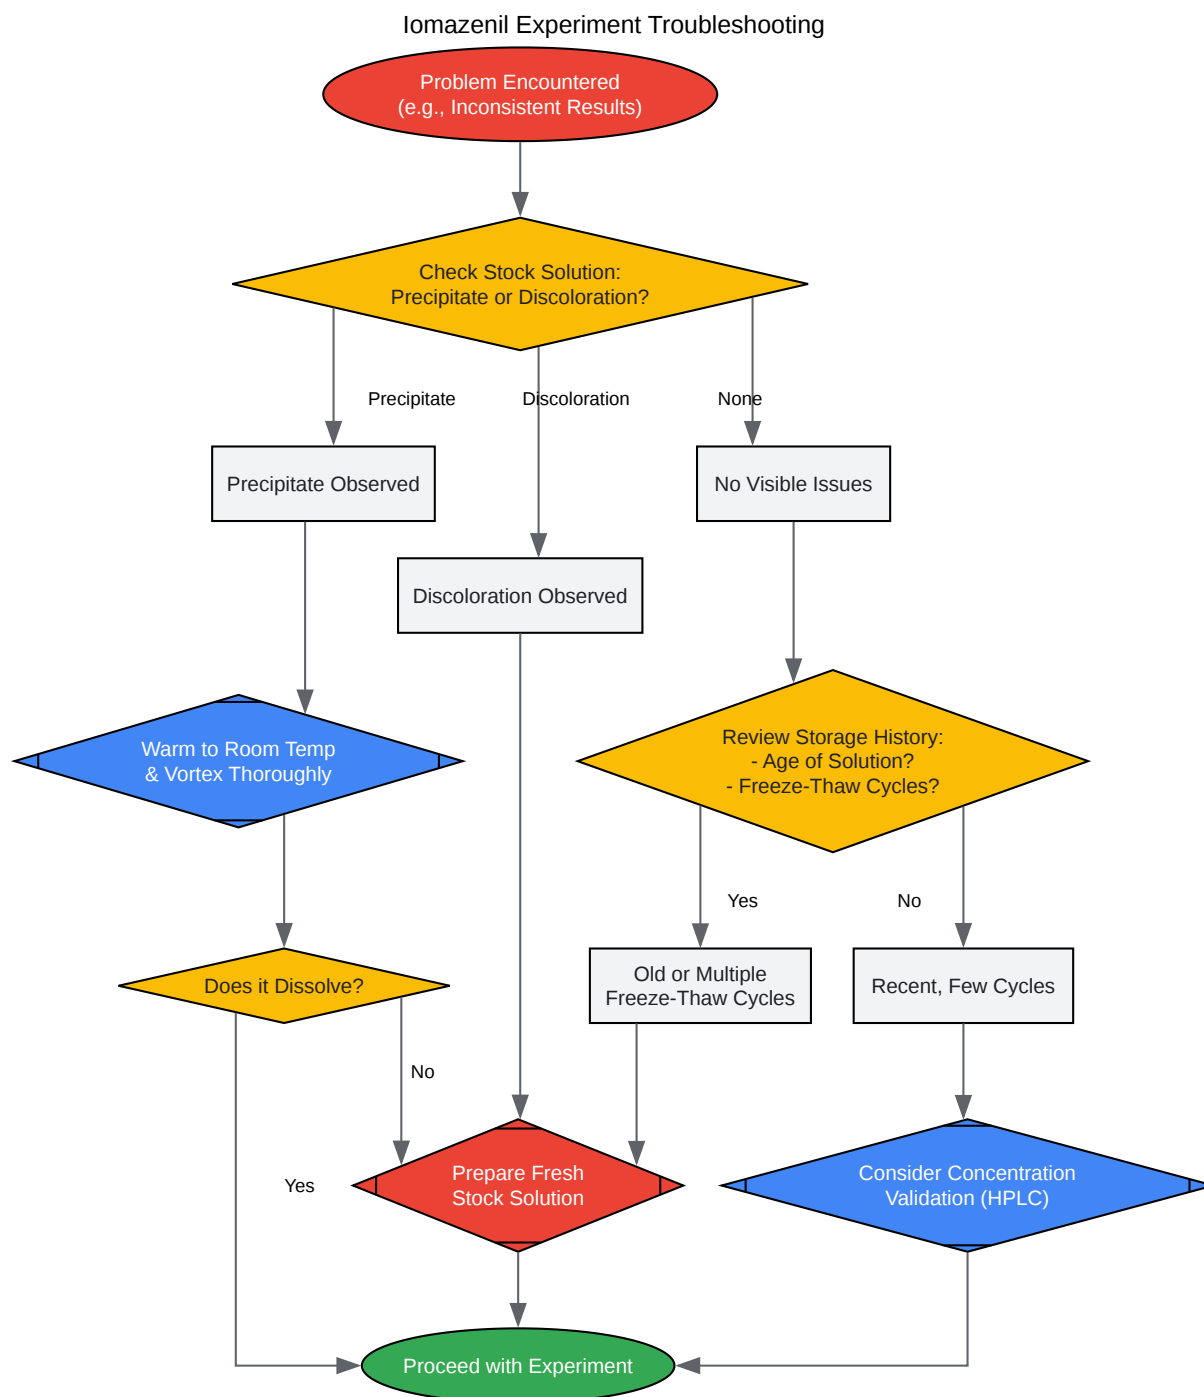 Iomazenil Experiment Troubleshooting
Problem Encountered
(e.g., Inconsistent Results)
Check Stock Solution:
Precipitate or Discoloration?
Precipitate
Discoloration
None
Precipitate Observed
No Visible Issues
Discoloration Observed
Warm to Room Temp
& Vortex Thoroughly
Review Storage History:
- Age of Solution?
- Freeze-Thaw Cycles?
Yes
No
Does it Dissolve?
Old or Multiple
Freeze-Thaw Cycles
Recent, Few Cycles
No
Yes
Prepare Fresh
Stock Solution
Consider Concentration
Validation (HPLC)
Proceed with Experiment